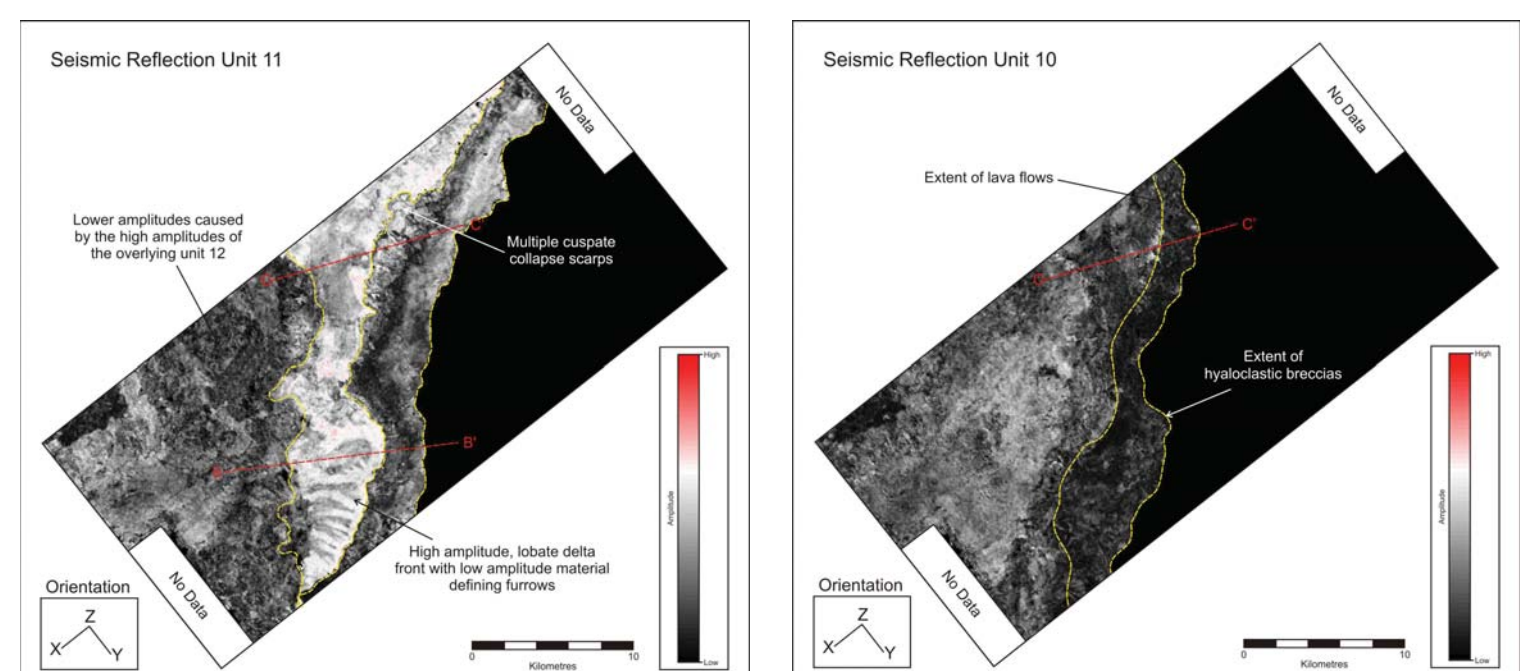 Seismic Reflection Unit 11
No Data
Lower amplitudes caused
by the high amplitudes of
the overlying unit 12
C
C'
Multiple cuspate
collapse scarps
High
B
B'
Amplitude
High amplitude, lobate delta
front with low amplitude material
defining furrows
No Data
Orientation
Z
X
Y
Low
0
10
Kilometres
Seismic Reflection Unit 10
No Data
Extent of lava flows
C
C'
High
Extent of
hyaloclastic breccias
Amplitude
No Data
Orientation
Z
X
Y
Low
0
10
Kilometres